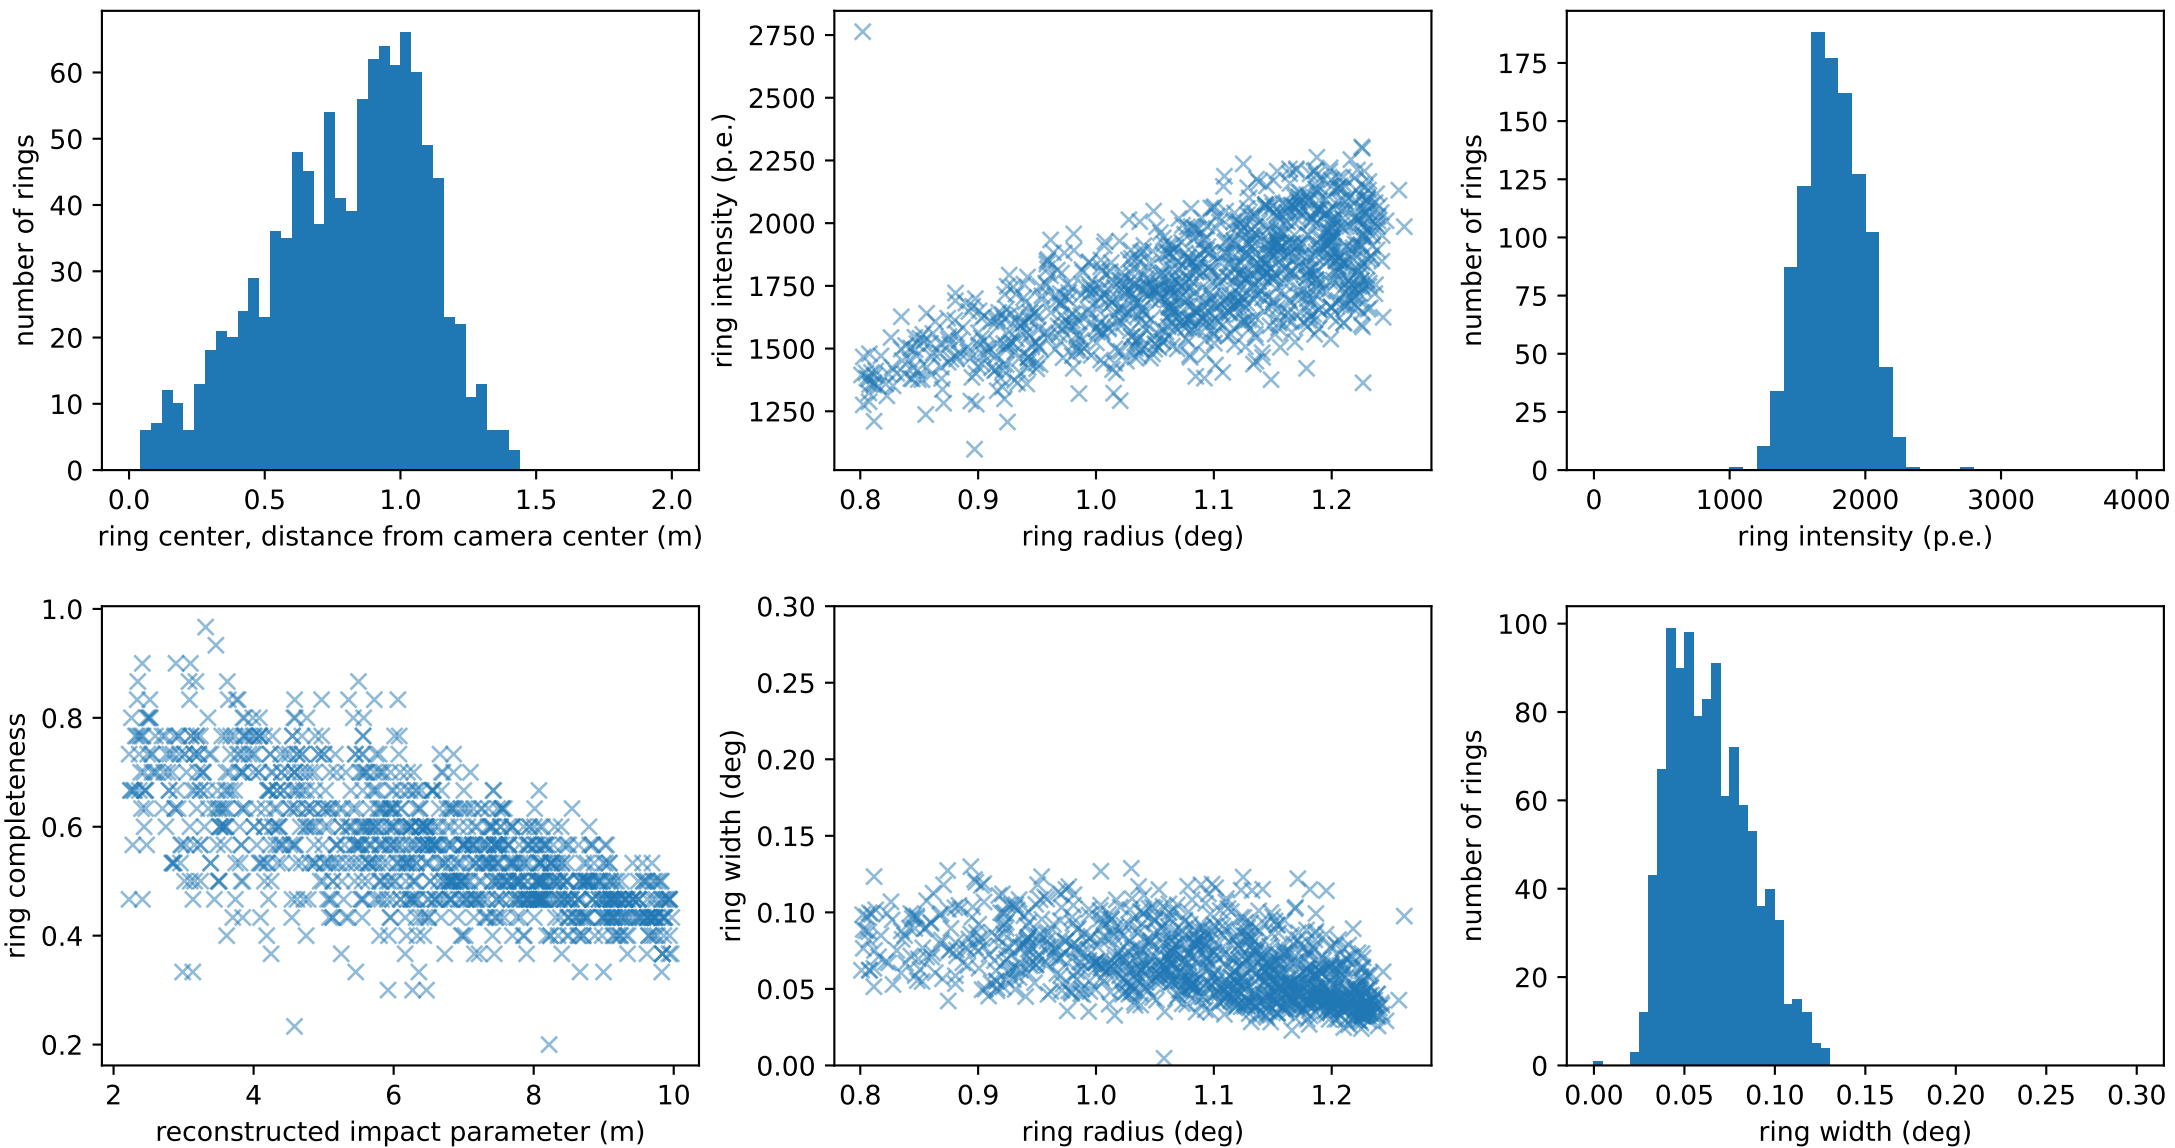 60
50
40
30
20
10
0
number of rings
0.0 0.5 1.0 1.5 2.0
ring center, distance from camera center (m)
2750
2500
2250
2000
1750
1500
1250
ring intensity (p.e.)
0.8 0.9 1.0 1.1 1.2
ring radius (deg)
175
150
125
100
75
50
25
0
number of rings
0 1000 2000 3000 4000
ring intensity (p.e.)
1.0
0.8
0.6
0.4
0.2
ring completeness
2 4 6 8 10
reconstructed impact parameter (m)
0.30
0.25
0.20
0.15
0.10
0.05
0.00
ring width (deg)
0.8 0.9 1.0 1.1 1.2
ring radius (deg)
100
80
60
40
20
0
number of rings
0.00 0.05 0.10 0.15 0.20 0.25 0.30
ring width (deg)